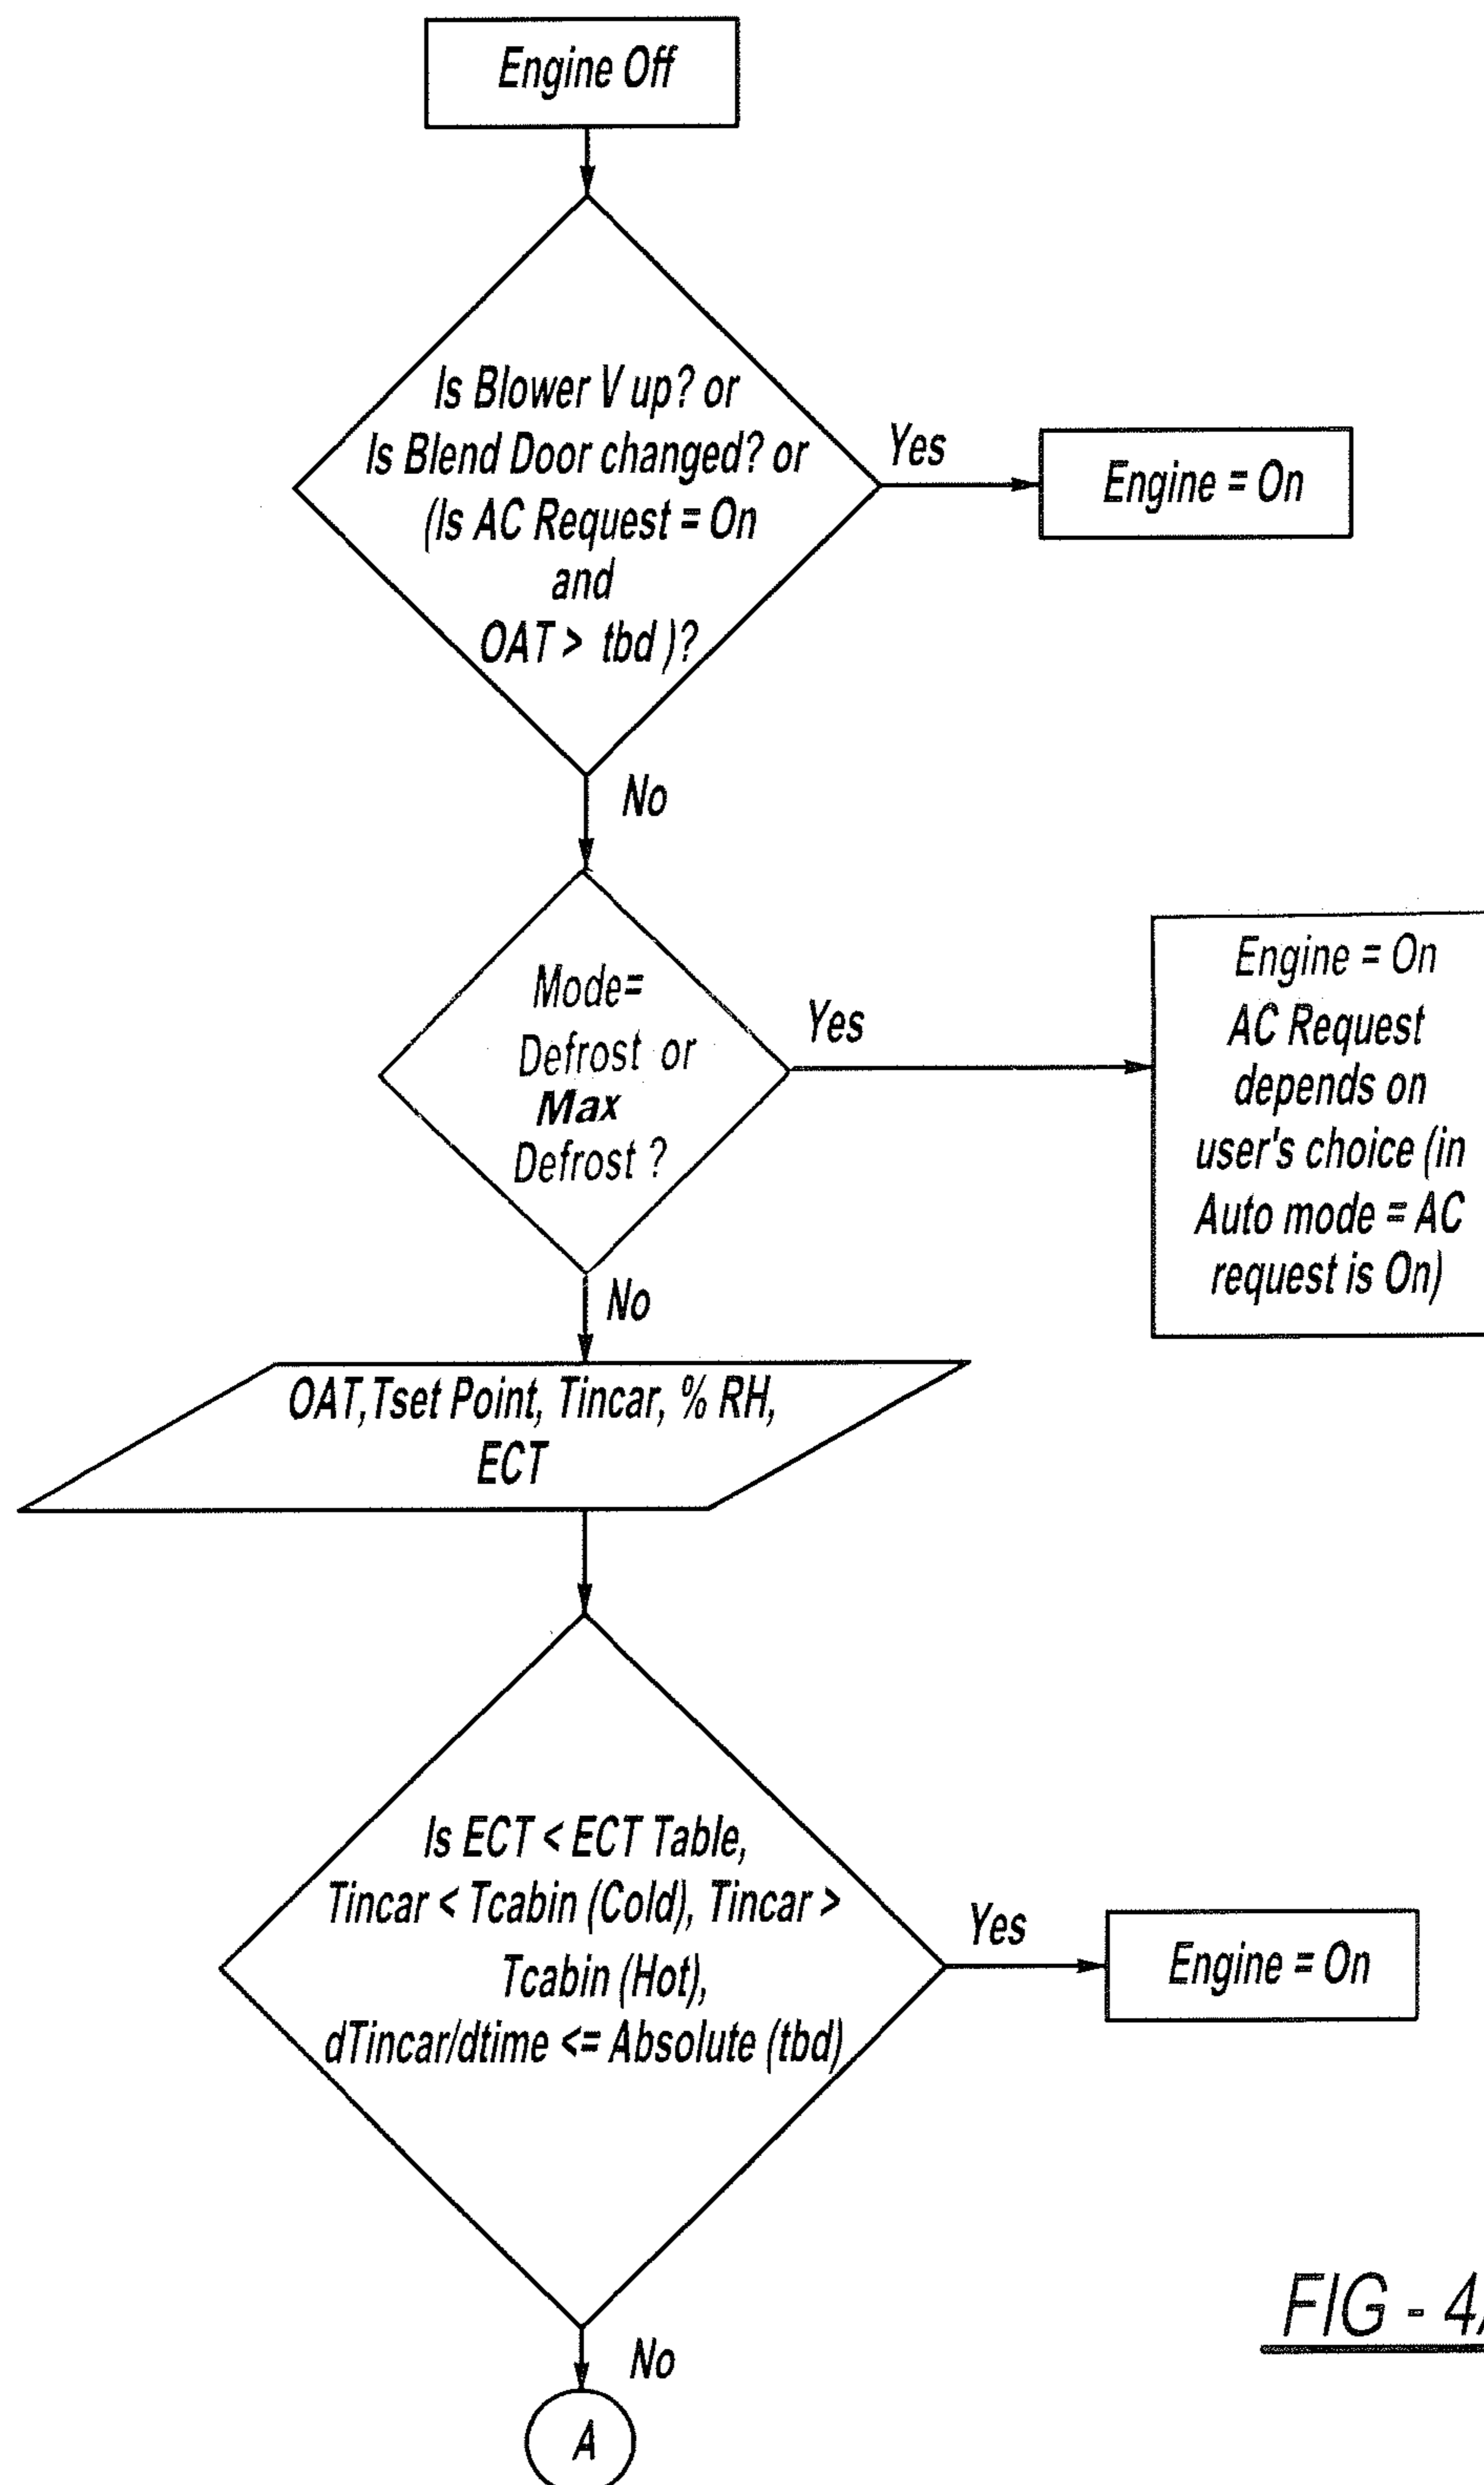 Engine Off
Is Blower V up? or
Is Blend Door changed? or
(Is AC Request = On
and
OAT > tbd )?
Yes
Engine = On
No
Mode=
Defrost or
Max
Defrost ?
Yes
Engine = On
AC Request
depends on
user's choice (in
Auto mode = AC
request is On)
No
OAT,Tset Point, Tincar, % RH,
ECT
Is ECT < ECT Table,
Tincar < Tcabin (Cold), Tincar >
Tcabin (Hot),
dTincar/dtime <= Absolute (tbd)
Yes
Engine = On
No
A
FIG - 4A